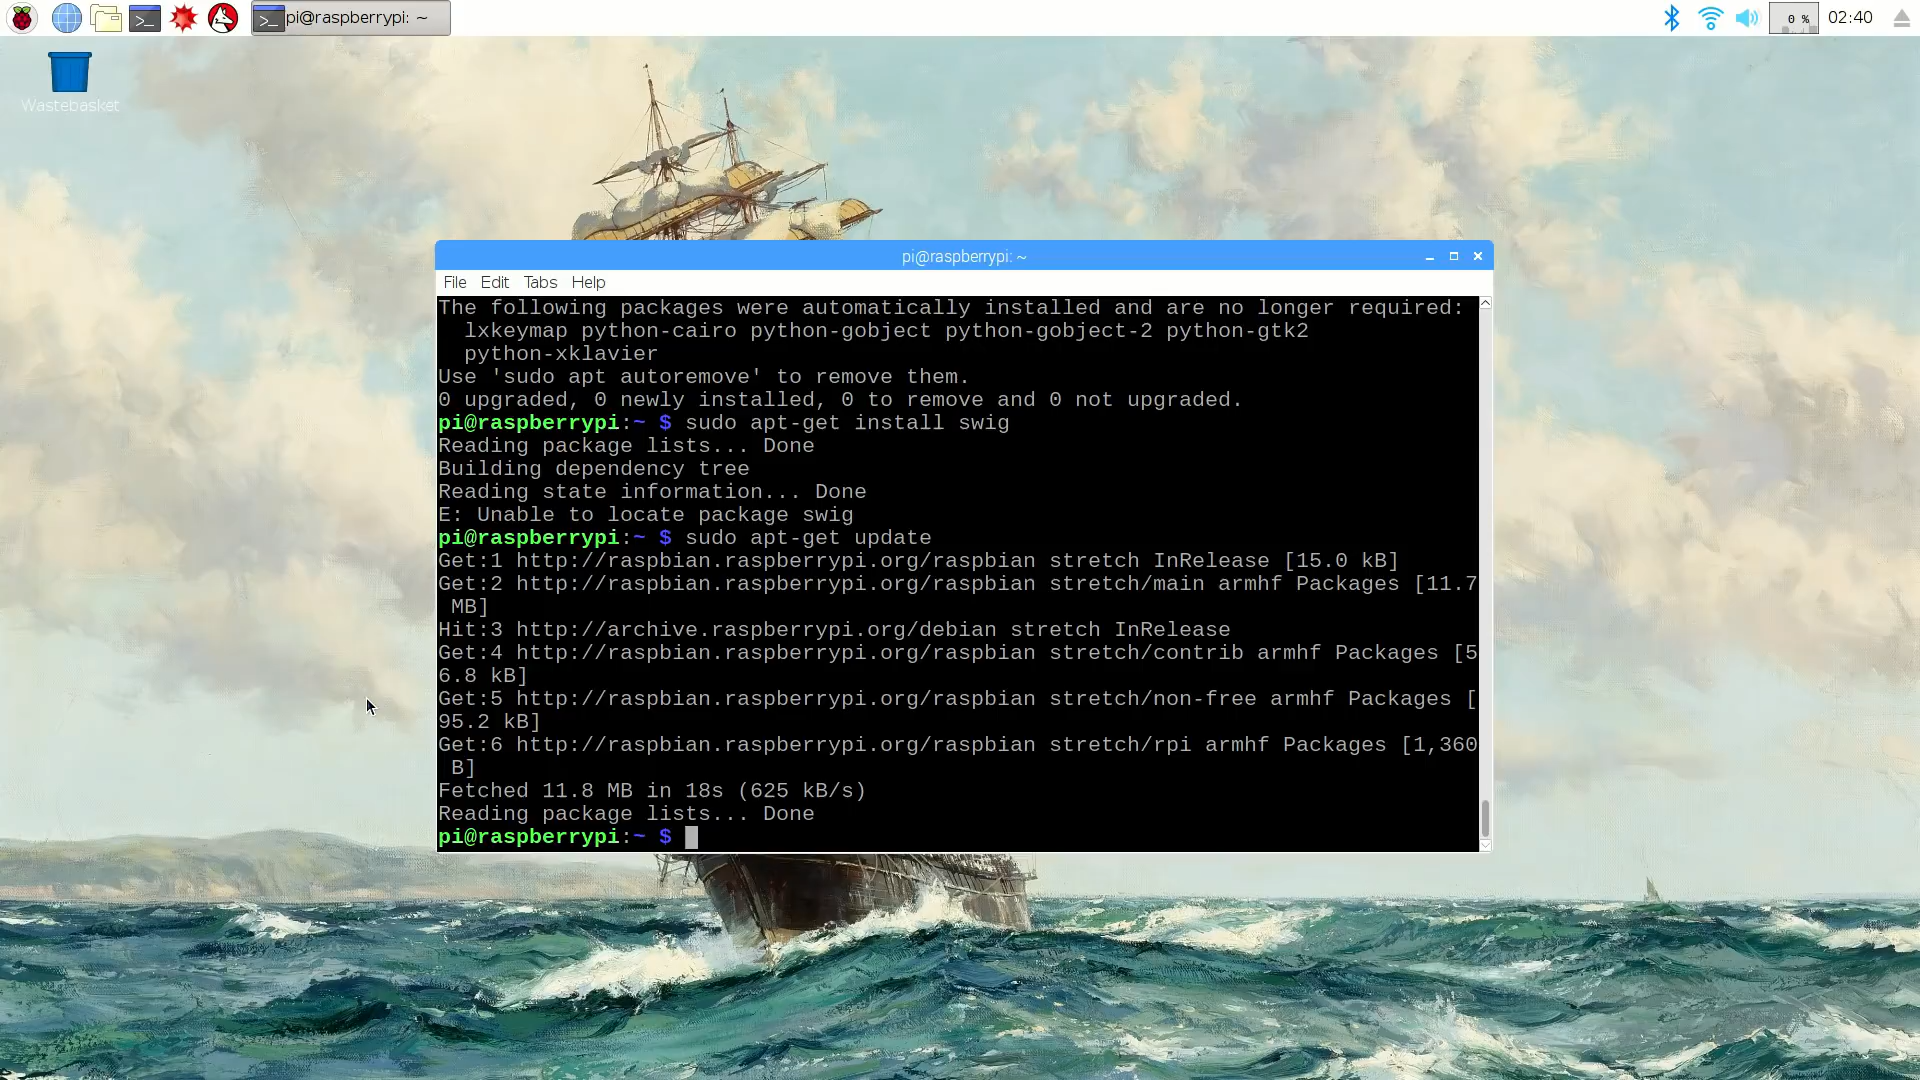 pi@raspberrypi: ~
0 %
02:40
Wastebasket
pi@raspberrypi: ~
File Edit Tabs Help
The following packages were automatically installed and are no longer required:
lxkeymap python-cairo python-gobject python-gobject-2 python-gtk2
python-xklavier
Use 'sudo apt autoremove' to remove them.
0 upgraded, 0 newly installed, 0 to remove and 0 not upgraded.
pi@raspberrypi:~ $ sudo apt-get install swig
Reading package lists... Done
Building dependency tree
Reading state information... Done
E: Unable to locate package swig
pi@raspberrypi:~ $ sudo apt-get update
Get:1 http://raspbian.raspberrypi.org/raspbian stretch InRelease [15.0 kB]
Get:2 http://raspbian.raspberrypi.org/raspbian stretch/main armhf Packages [11.7
MB]
Hit:3 http://archive.raspberrypi.org/debian stretch InRelease
Get:4 http://raspbian.raspberrypi.org/raspbian stretch/contrib armhf Packages [5
6.8 kB]
Get:5 http://raspbian.raspberrypi.org/raspbian stretch/non-free armhf Packages [
95.2 kB]
Get:6 http://raspbian.raspberrypi.org/raspbian stretch/rpi armhf Packages [1,360
B]
Fetched 11.8 MB in 18s (625 kB/s)
Reading package lists... Done
pi@raspberrypi:~ $